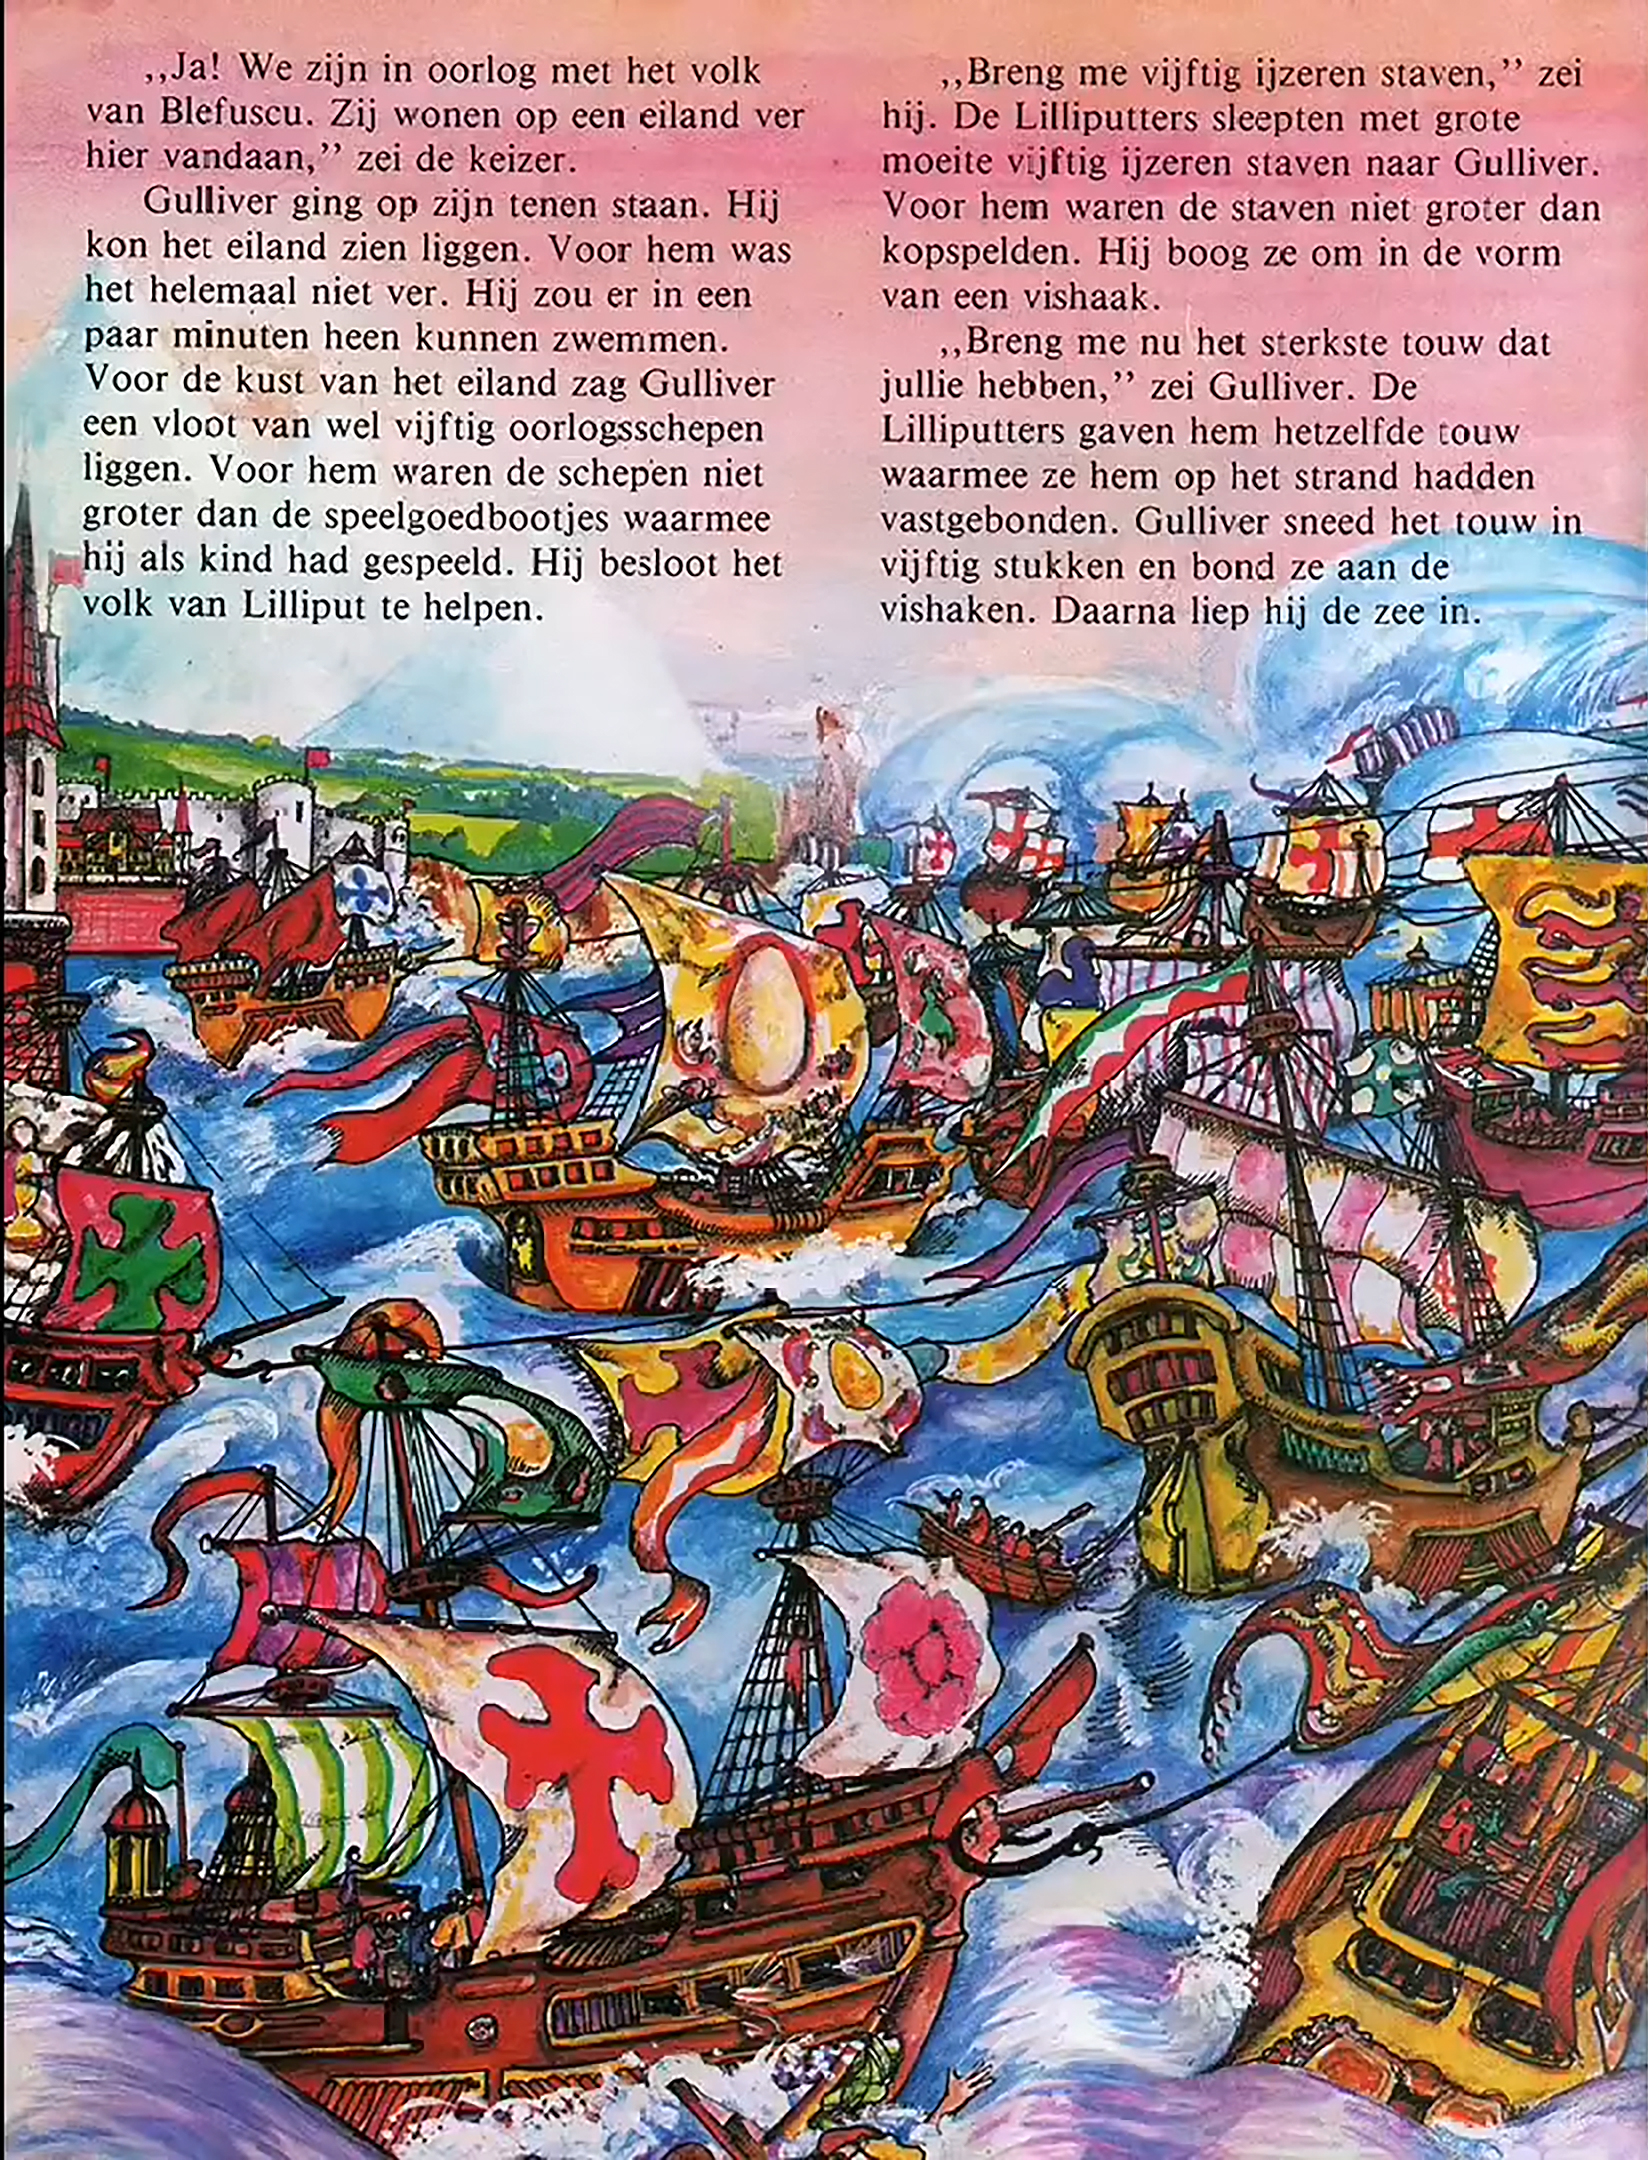 ,,Ja! We zijn in oorlog met het volk
van Blefuscu. Zij wonen op een eiland ver
hier vandaan,’’ zei de keizer.
Gulliver ging op zijn tenen staan. Hij
kon het eiland zien liggen. Voor hem was
het helemaal niet ver. Hij zou er in een
paar minuten heen kunnen zwemmen.
Voor de kust van het eiland zag Gulliver
een vloot van wel vijftig oorlogsschepen
liggen. Voor hem waren de schepen niet
groter dan de speelgoedbootjes waarmee
hij als kind had gespeeld. Hij besloot het
volk van Lilliput te helpen.
,,Breng me vijftig ijzeren staven,’’ zei
hij. De Lilliputters sleepten met grote
moeite vijftig ijzeren staven naar Gulliver.
Voor hem waren de staven niet groter dan
kopspelden. Hij boog ze om in de vorm
van een vishaak.
,,Breng me nu het sterkste touw dat
jullie hebben,’’ zei Gulliver. De
Lilliputters gaven hem hetzelfde touw
waarmee ze hem op het strand hadden
vastgebonden. Gulliver sneed het touw in
vijftig stukken en bond ze aan de
vishaken. Daarna liep hij de zee in.